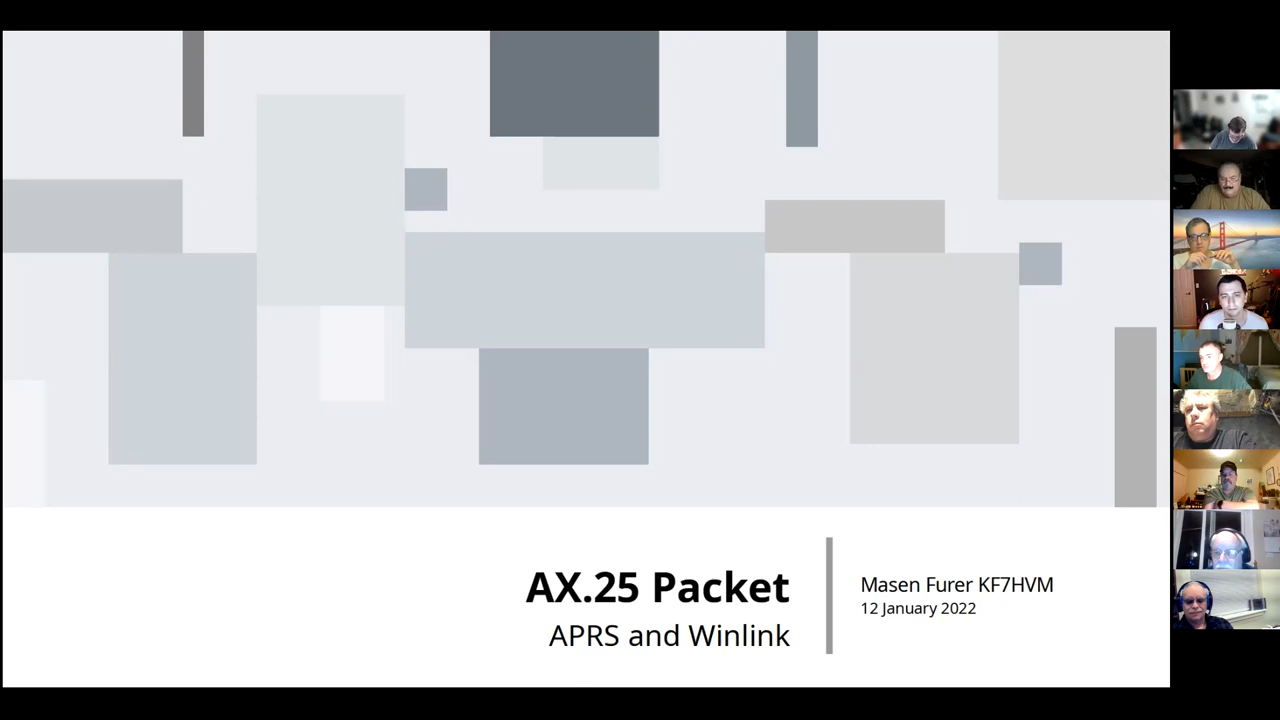 AX.25 Packet
APRS and Winlink
Masen Furer KF7HVM
12 January 2022